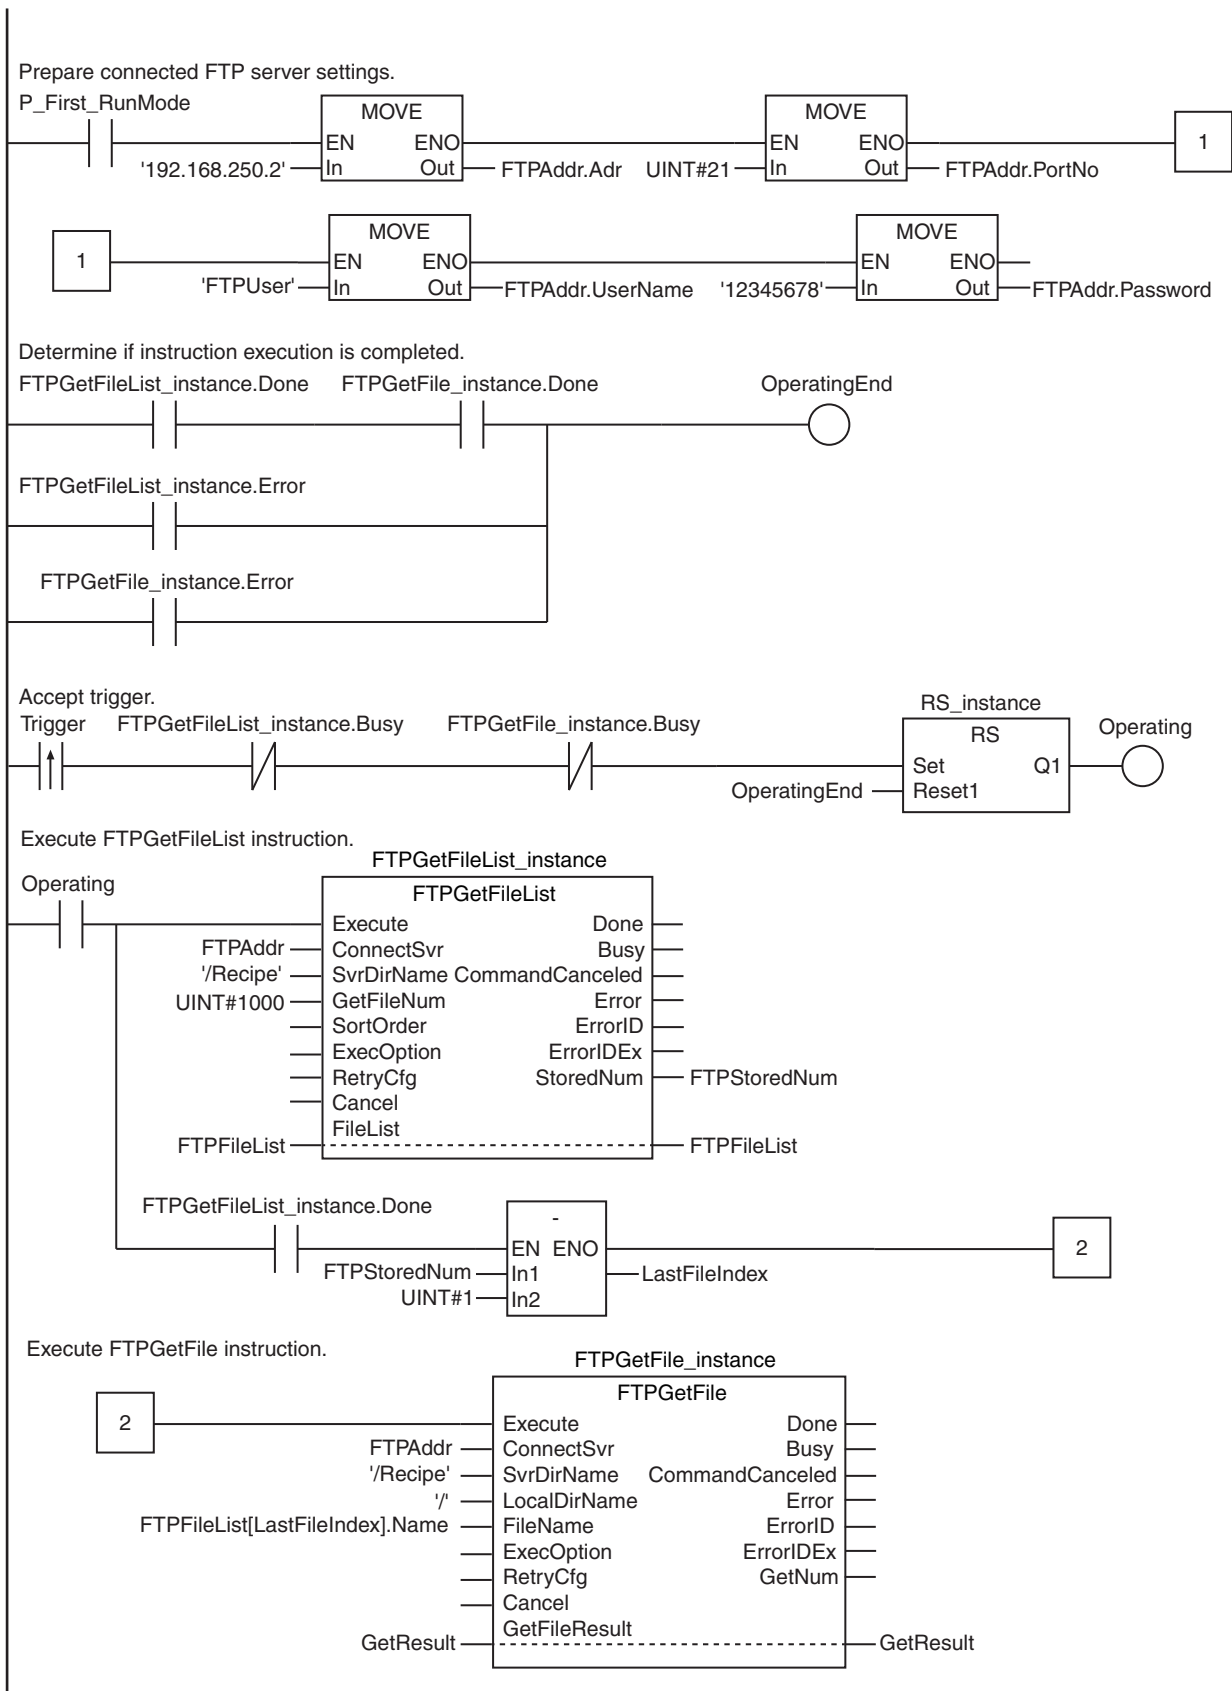 Prepare connected FTP server settings.
P_First_RunMode
MOVE
MOVE
EN ENO
EN ENO
1
'192.168.250.2' In Out FTPAddr.Adr UINT#21 In Out FTPAddr.PortNo
MOVE
MOVE
1
EN ENO
EN ENO
'FTPUser' In Out FTPAddr.UserName '12345678' In Out FTPAddr.Password
Determine if instruction execution is completed.
FTPGetFileList_instance.Done FTPGetFile_instance.Done OperatingEnd
FTPGetFileList_instance.Error
FTPGetFile_instance.Error
Accept trigger.
RS_instance
Trigger FTPGetFileList_instance.Busy FTPGetFile_instance.Busy RS Operating
Set Q1
OperatingEnd Reset1
Execute FTPGetFileList instruction.
FTPGetFileList_instance
Operating
FTPGetFileList
Execute Done
FTPAddr ConnectSvr Busy
'/Recipe' SvrDirName CommandCanceled
UINT#1000 GetFileNum Error
SortOrder ErrorID
ExecOption ErrorIDEx
RetryCfg StoredNum FTPStoredNum
Cancel
FileList
FTPFileList FTPFileList
FTPGetFileList_instance.Done
-
EN ENO
2
FTPStoredNum In1 LastFileIndex
UINT#1 In2
Execute FTPGetFile instruction.
FTPGetFile_instance
FTPGetFile
2
Execute Done
FTPAddr ConnectSvr Busy
'/Recipe' SvrDirName CommandCanceled
'/' LocalDirName Error
FTPFileList[LastFileIndex].Name FileName ErrorID
ExecOption ErrorIDEx
RetryCfg GetNum
Cancel
GetFileResult
GetResult GetResult